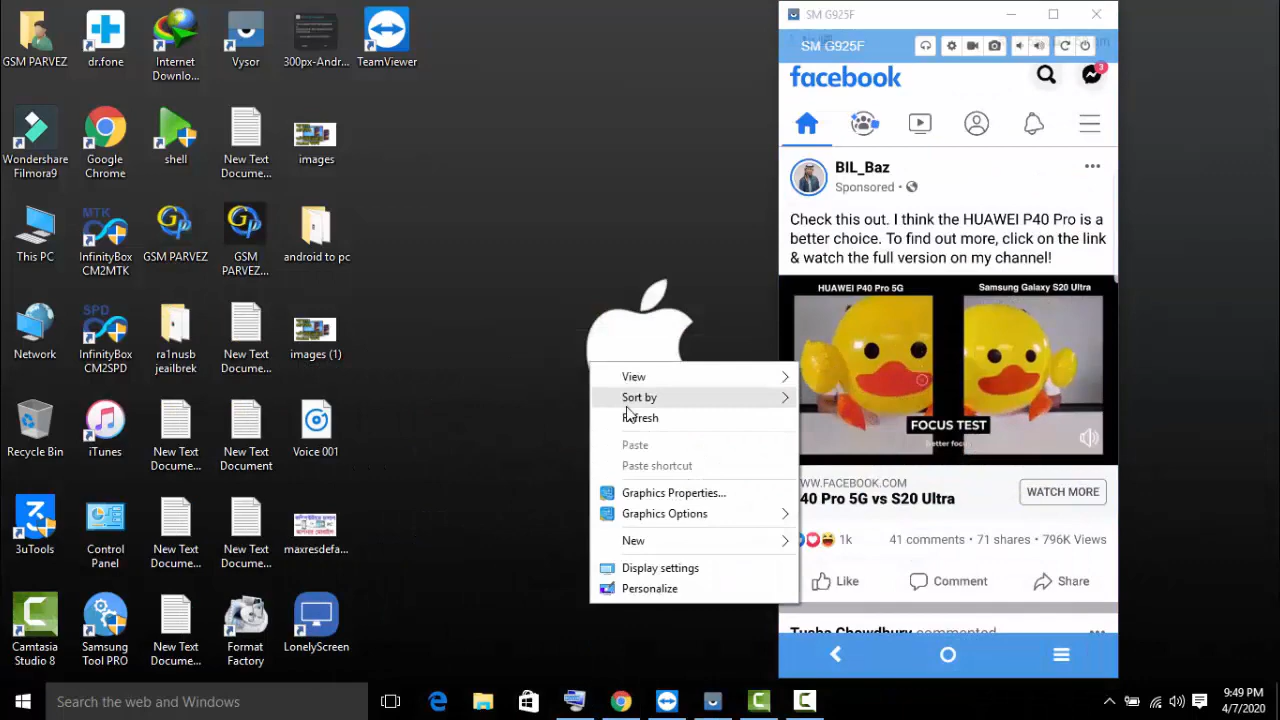 GSM PARVEZ
dr.fone
Internet
Downlo...
Vysor
300px-Andr...
TeamViewer
Wondershare
Filmora9
Google
Chrome
shell
New Text
Docume...
images
This PC
MTK
InfinityBox
CM2MTK
GSM PARVEZ
GSM
PARVEZ...
android to pc
Network
SPD
InfinityBox
CM2SPD
ra1nusb
jeailbrek
New Text
Docume...
images (1)
Recycle Bin
iTunes
New Text
Docume...
New Text
Document
Voice 001
3uTools
Control
Panel
New Text
Docume...
New Text
Docume...
maxresdefa...
Camtasia
Studio 8
Samsung
Tool PRO
New Text
Docume...
Format
Factory
LonelyScreen
View
Sort by
Refresh
Paste
Paste shortcut
Graphics Properties...
Graphics Options
New
Display settings
Personalize
SM G925F
SM G925F
facebook
3
BIL_Baz
Sponsored •
Check this out. I think the HUAWEI P40 Pro is a
better choice. To find out more, click on the link
& watch the full version on my channel!
HUAWEI P40 Pro 5G
Samsung Galaxy S20 Ultra
FOCUS TEST
Better focus
WW.FACEBOOK.COM
40 Pro 5G vs S20 Ultra
WATCH MORE
1k
41 comments • 71 shares • 796K Views
Like
Comment
Share
Tusha Chowdhury commented
Search the web and Windows
9:49 PM
4/7/2020